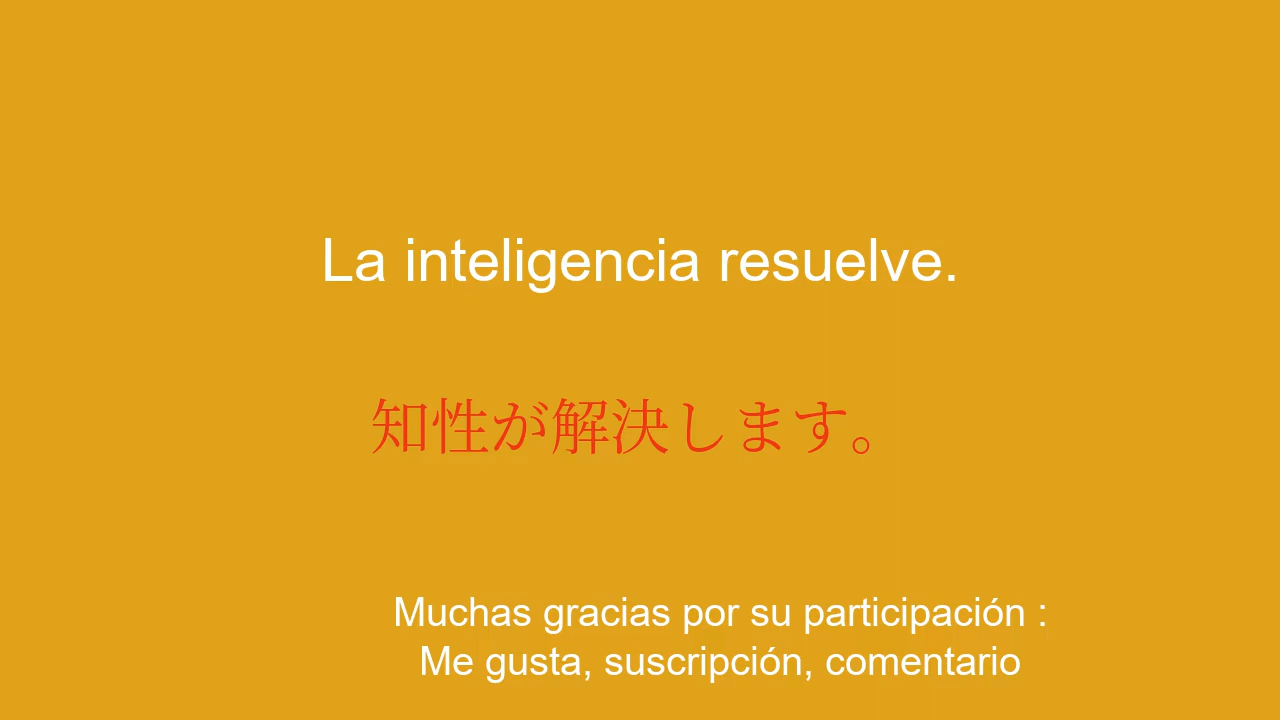 La inteligencia resuelve.
知性が解決します。
Muchas gracias por su participación :
Me gusta, suscripción, comentario